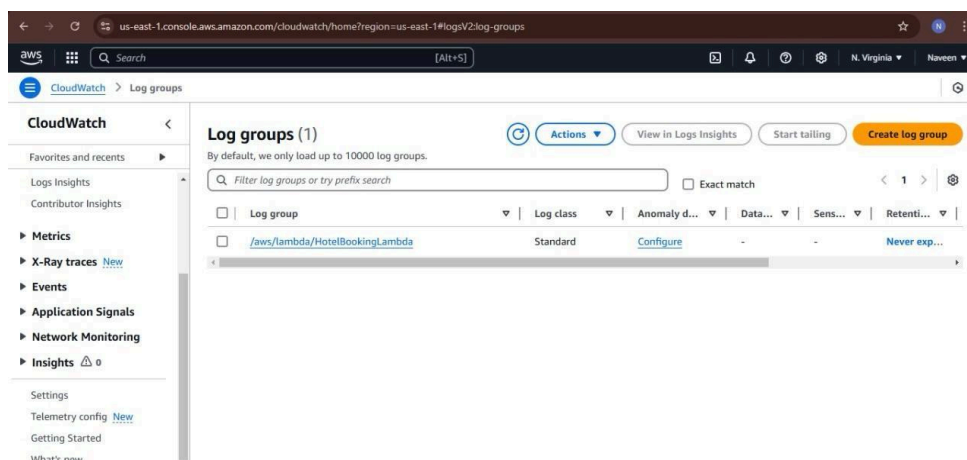 us-east-1.console.aws.amazon.com/cloudwatch/home?region=us-east-1#logsV2:log-groups
N
aws
Search
[Alt+S]
N. Virginia
Naveen
CloudWatch > Log groups
CloudWatch
Favorites and recents
Logs Insights
Contributor Insights
Metrics
X-Ray traces New
Events
Application Signals
Network Monitoring
Insights 0
Settings
Telemetry config New
Getting Started
What's new
Log groups (1)
Actions
View in Logs Insights
Start tailing
Create log group
By default, we only load up to 10000 log groups.
Filter log groups or try prefix search
Exact match
1
Log group
Log class
Anomaly d...
Data...
Sens...
Retenti...
/aws/lambda/HotelBookingLambda
Standard
Configure
-
-
Never exp...